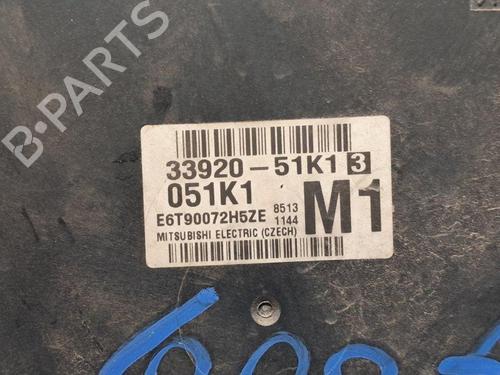 B-PARTS
33920-51K1 3
051K1
E6T90072H5ZE 8513
1144
M1
MITSUBISHI ELECTRIC (CZECH)